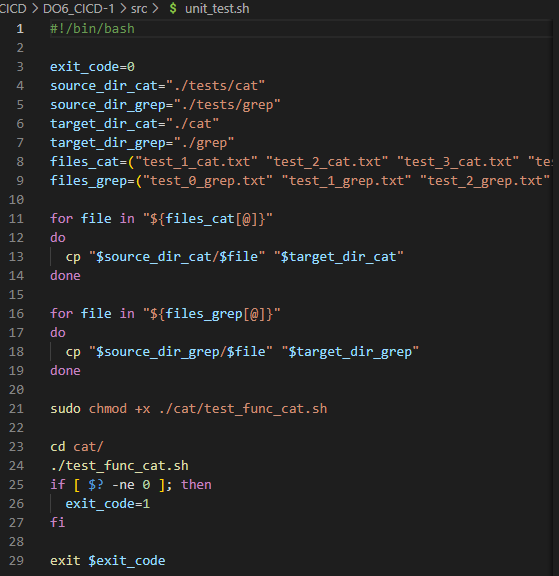 CICD > DO6_CICD-1 > src > $ unit_test.sh
1 #!/bin/bash
2
3 exit_code=0
4 source_dir_cat="./tests/cat"
5 source_dir_grep="./tests/grep"
6 target_dir_cat="./cat"
7 target_dir_grep="./grep"
8 files_cat=("test_1_cat.txt" "test_2_cat.txt" "test_3_cat.txt"
9 files_grep=("test_0_grep.txt" "test_1_grep.txt" "test_2_grep.txt"
10
11 for file in "${files_cat[@]}"
12 do
13 cp "$source_dir_cat/$file" "$target_dir_cat"
14 done
15
16 for file in "${files_grep[@]}"
17 do
18 cp "$source_dir_grep/$file" "$target_dir_grep"
19 done
20
21 sudo chmod +x ./cat/test_func_cat.sh
22
23 cd cat/
24 ./test_func_cat.sh
25 if [ $? -ne 0 ]; then
26 exit_code=1
27 fi
28
29 exit $exit_code